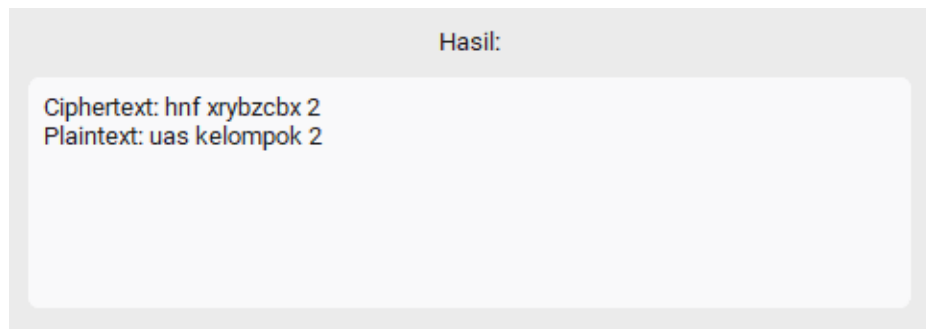 Hasil:
Ciphertext: hnf xrybzcbx 2
Plaintext: uas kelompok 2